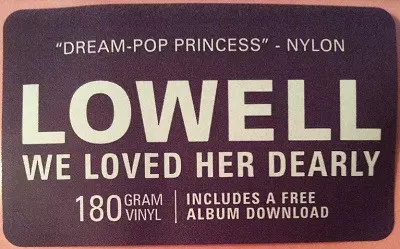 "DREAM-POP PRINCESS" - NYLON
LOWELL
WE LOVED HER DEARLY
180 GRAM VINYL | INCLUDES A FREE
ALBUM DOWNLOAD